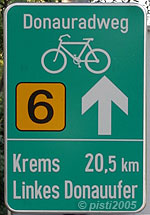 Donauradweg
6
Krems 20,5 km
Linkes Donauufer
© pisti2005